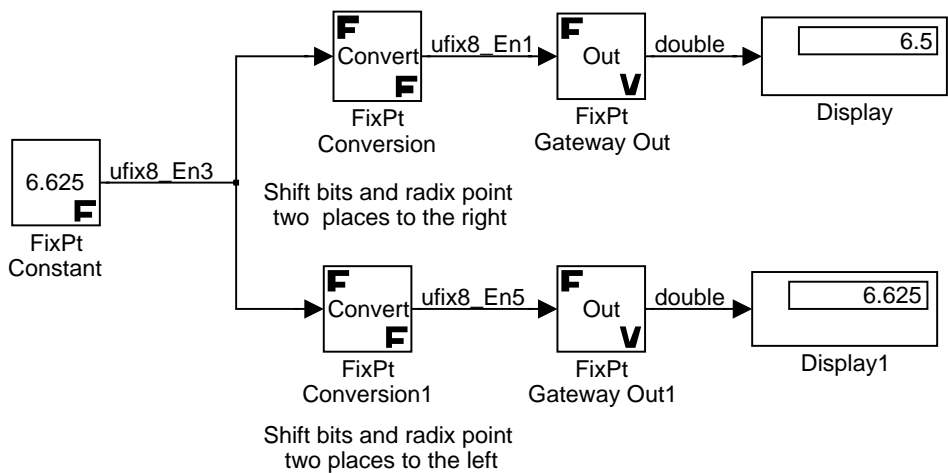 F
Convert
F
ufix8_En1
F
Out
V
double
6.5
FixPt
Conversion
FixPt
Gateway Out
Display
6.625
F
ufix8_En3
FixPt
Constant
Shift bits and radix point
two places to the right
F
Convert
F
ufix8_En5
F
Out
V
double
6.625
FixPt
Conversion1
FixPt
Gateway Out1
Display1
Shift bits and radix point
two places to the left